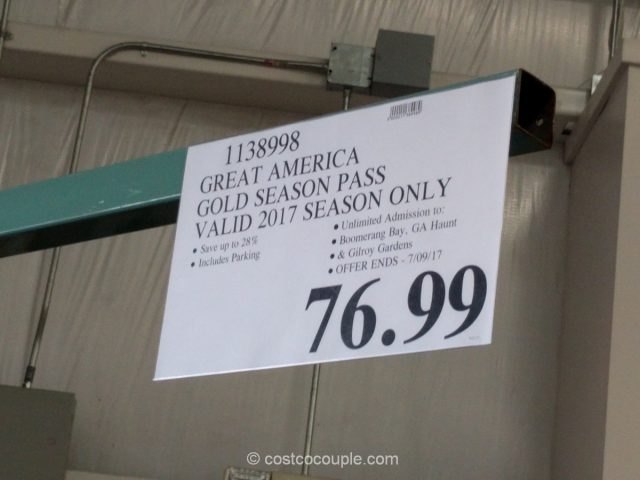 1138998
GREAT AMERICA
GOLD SEASON PASS
VALID 2017 SEASON ONLY
• Save up to 28%
• Includes Parking
• Unlimited Admission to:
• Boomerang Bay, GA Haunt
• & Gilroy Gardens
• OFFER ENDS - 7/09/17
76.99
© costcocouple.com